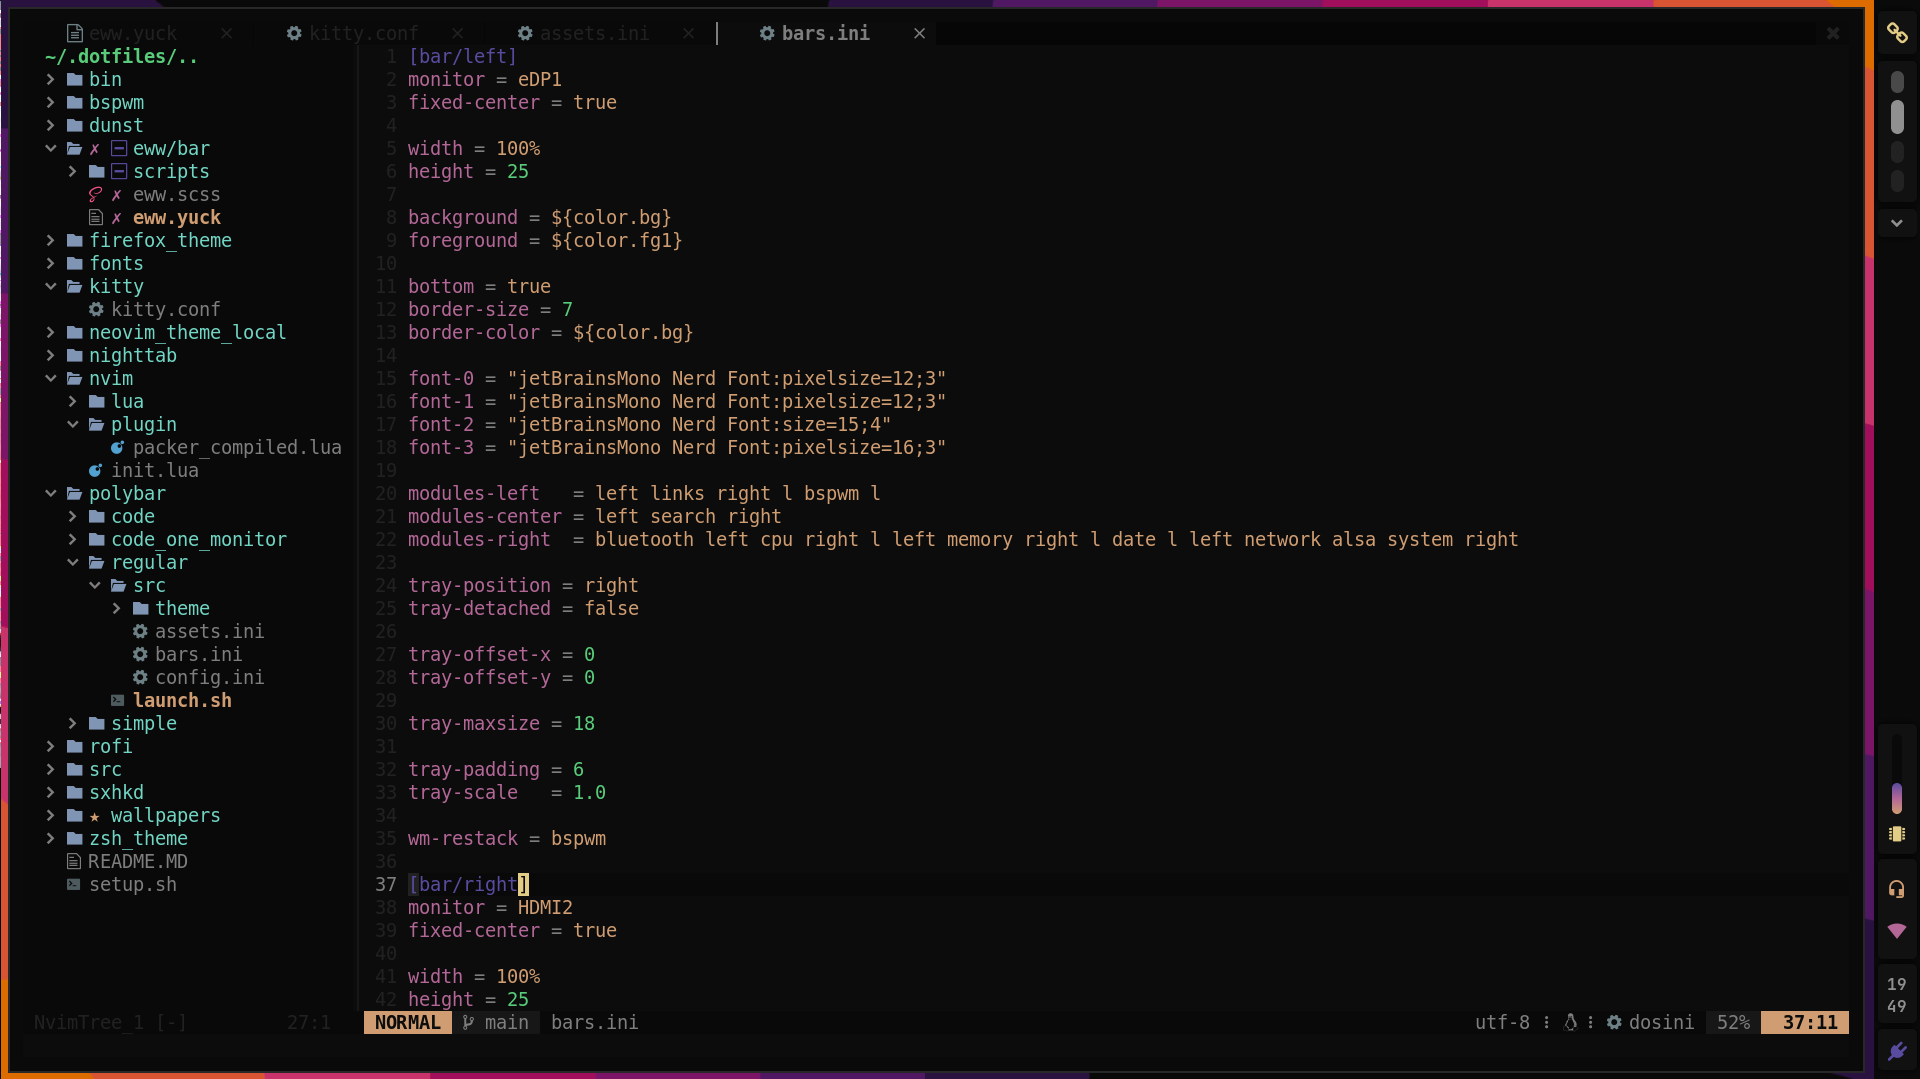 eww.yuck kitty.conf assets.ini bars.ini
~/.dotfiles/..
bin
bspwm
dunst
eww/bar
scripts
eww.scss
eww.yuck
firefox_theme
fonts
kitty
kitty.conf
neovim_theme_local
nighttab
nvim
lua
plugin
packer_compiled.lua
init.lua
polybar
code
code_one_monitor
regular
src
theme
assets.ini
bars.ini
config.ini
launch.sh
simple
rofi
src
sxhkd
wallpapers
zsh_theme
README.MD
setup.sh
NvimTree_1 [-] 27:1
1 [bar/left]
2 monitor = eDP1
3 fixed-center = true
4
5 width = 100%
6 height = 25
7
8 background = ${color.bg}
9 foreground = ${color.fg1}
10
11 bottom = true
12 border-size = 7
13 border-color = ${color.bg}
14
15 font-0 = "jetBrainsMono Nerd Font:pixelsize=12;3"
16 font-1 = "jetBrainsMono Nerd Font:pixelsize=12;3"
17 font-2 = "jetBrainsMono Nerd Font:size=15;4"
18 font-3 = "jetBrainsMono Nerd Font:pixelsize=16;3"
19
20 modules-left   = left links right l bspwm l
21 modules-center = left search right
22 modules-right  = bluetooth left cpu right l left memory right l date l left network alsa system right
23
24 tray-position = right
25 tray-detached = false
26
27 tray-offset-x = 0
28 tray-offset-y = 0
29
30 tray-maxsize = 18
31
32 tray-padding = 6
33 tray-scale   = 1.0
34
35 wm-restack = bspwm
36
37 [bar/right]
38 monitor = HDMI2
39 fixed-center = true
40
41 width = 100%
42 height = 25
NORMAL main bars.ini utf-8 dosini 52% 37:11
19
49